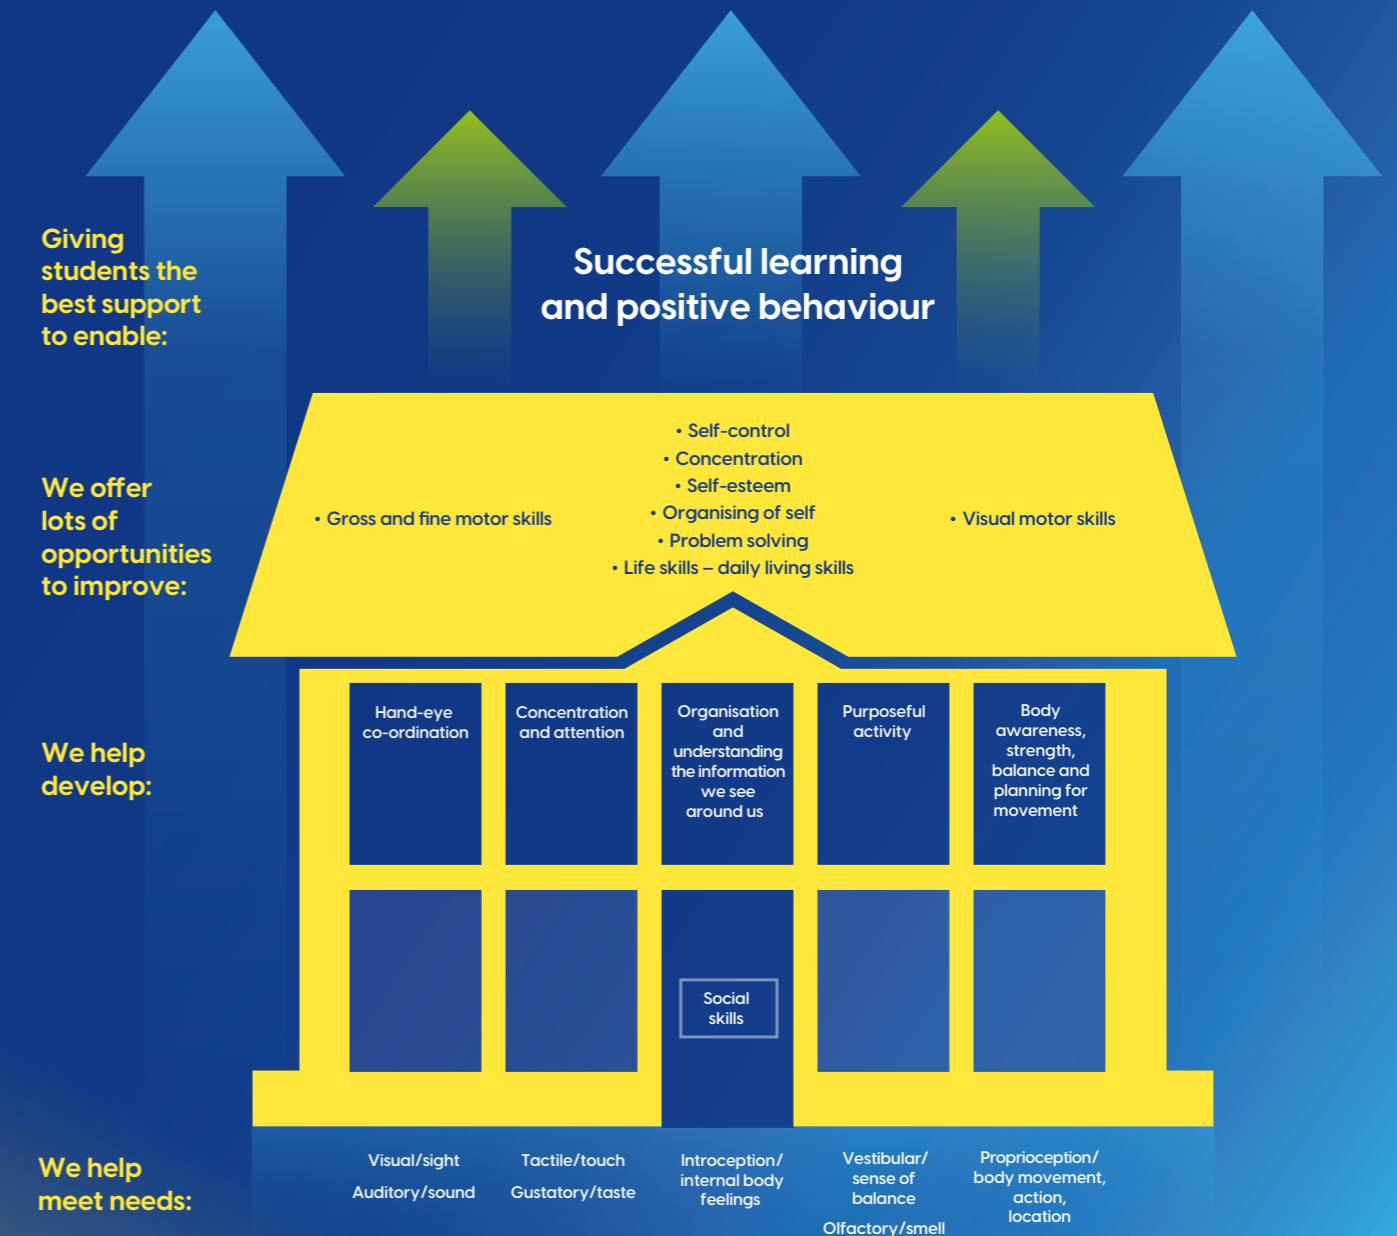 Giving
students the
best support
to enable:
Successful learning
and positive behaviour
We offer
lots of
opportunities
to improve:
• Gross and fine motor skills
• Self-control
• Concentration
• Self-esteem
• Organising of self
• Problem solving
• Life skills – daily living skills
• Visual motor skills
We help
develop:
Hand-eye
co-ordination
Concentration
and attention
Organisation
and
understanding
the information
we see
around us
Purposeful
activity
Body
awareness,
strength,
balance and
planning for
movement
Social
skills
We help
meet needs:
Visual/sight
Auditory/sound
Tactile/touch
Gustatory/taste
Introception/
internal body
feelings
Vestibular/
sense of
balance
Olfactory/smell
Proprioception/
body movement,
action,
location